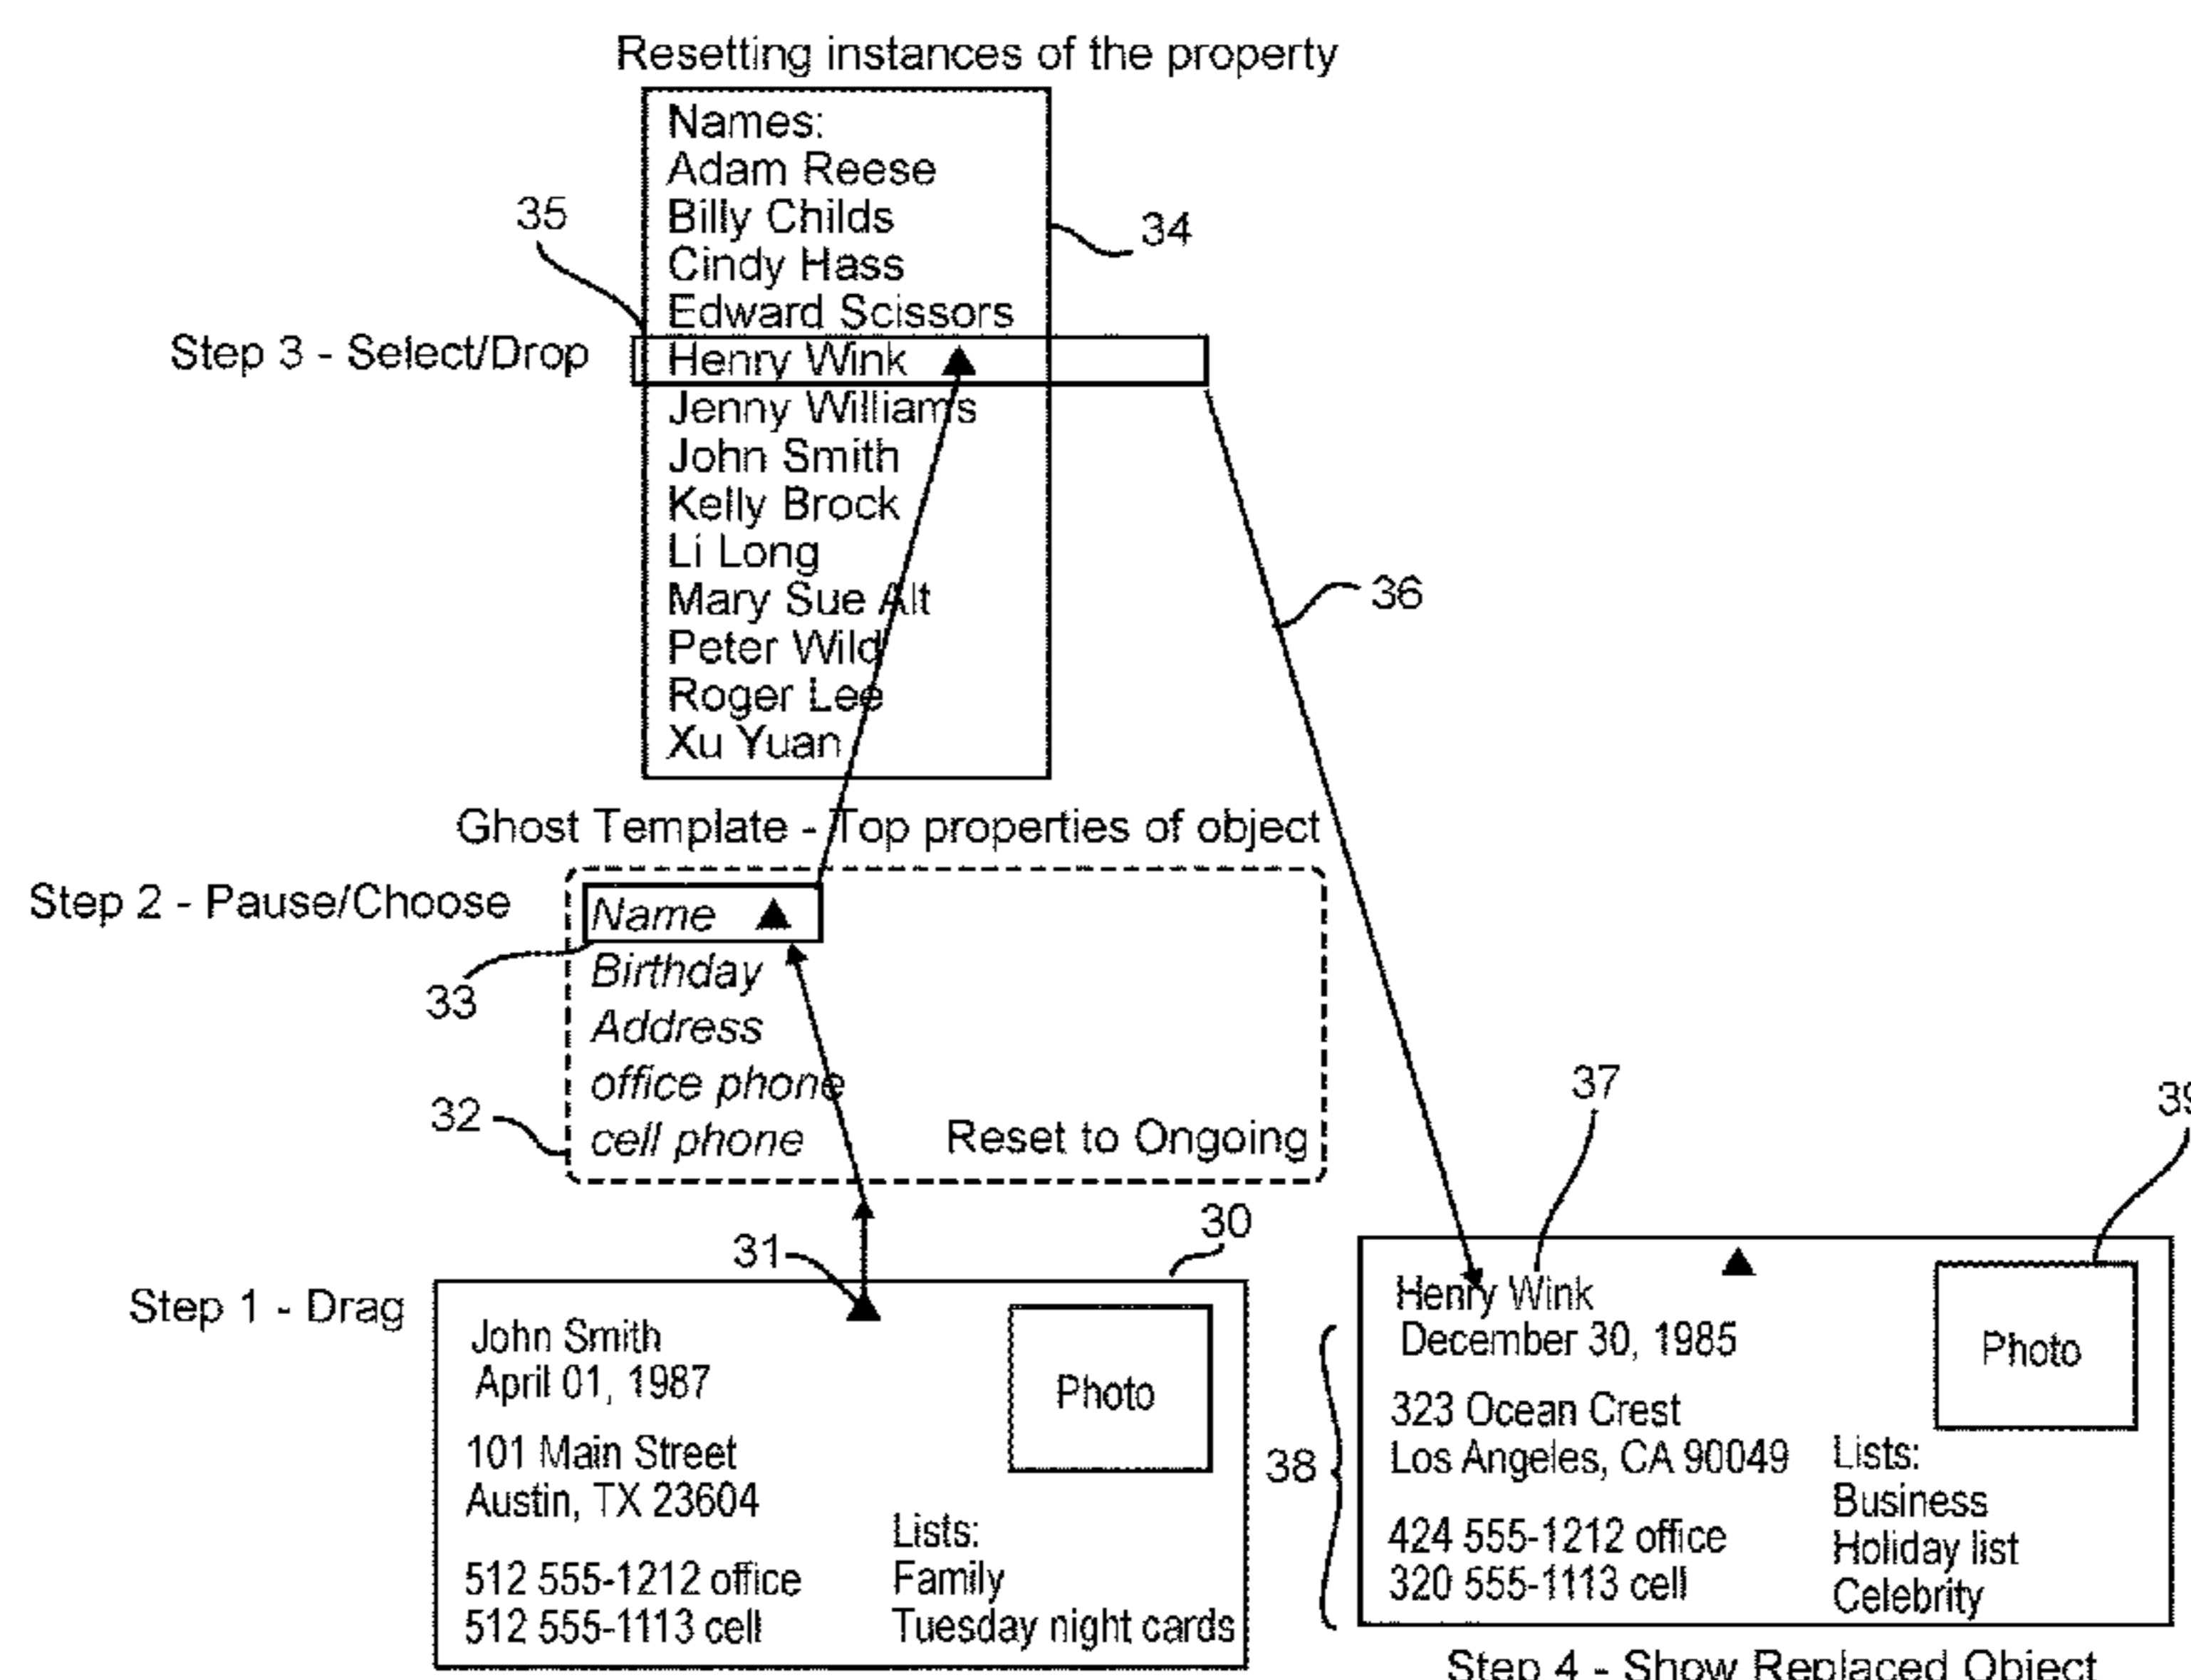 Resetting instances of the property
Names:
Adam Reese
Billy Childs
Cindy Hass
Edward Scissors
Henry Wink
Jenny Williams
John Smith
Kelly Brock
Li Long
Mary Sue Alt
Peter Wild
Roger Lee
Xu Yuan
35
34
Step 3 - Select/Drop
36
Ghost Template - Top properties of object
Step 2 - Pause/Choose
Name
Birthday
Address
office phone
cell phone
Reset to Ongoing
33
32
31
30
Step 1 - Drag
John Smith
April 01, 1987
101 Main Street
Austin, TX 23604
512 555-1212 office
512 555-1113 cell
Photo
Lists:
Family
Tuesday night cards
37
39
38
Henry Wink
December 30, 1985
323 Ocean Crest
Los Angeles, CA 90049
424 555-1212 office
320 555-1113 cell
Photo
Lists:
Business
Holiday list
Celebrity
Step 4 - Show Replaced Object